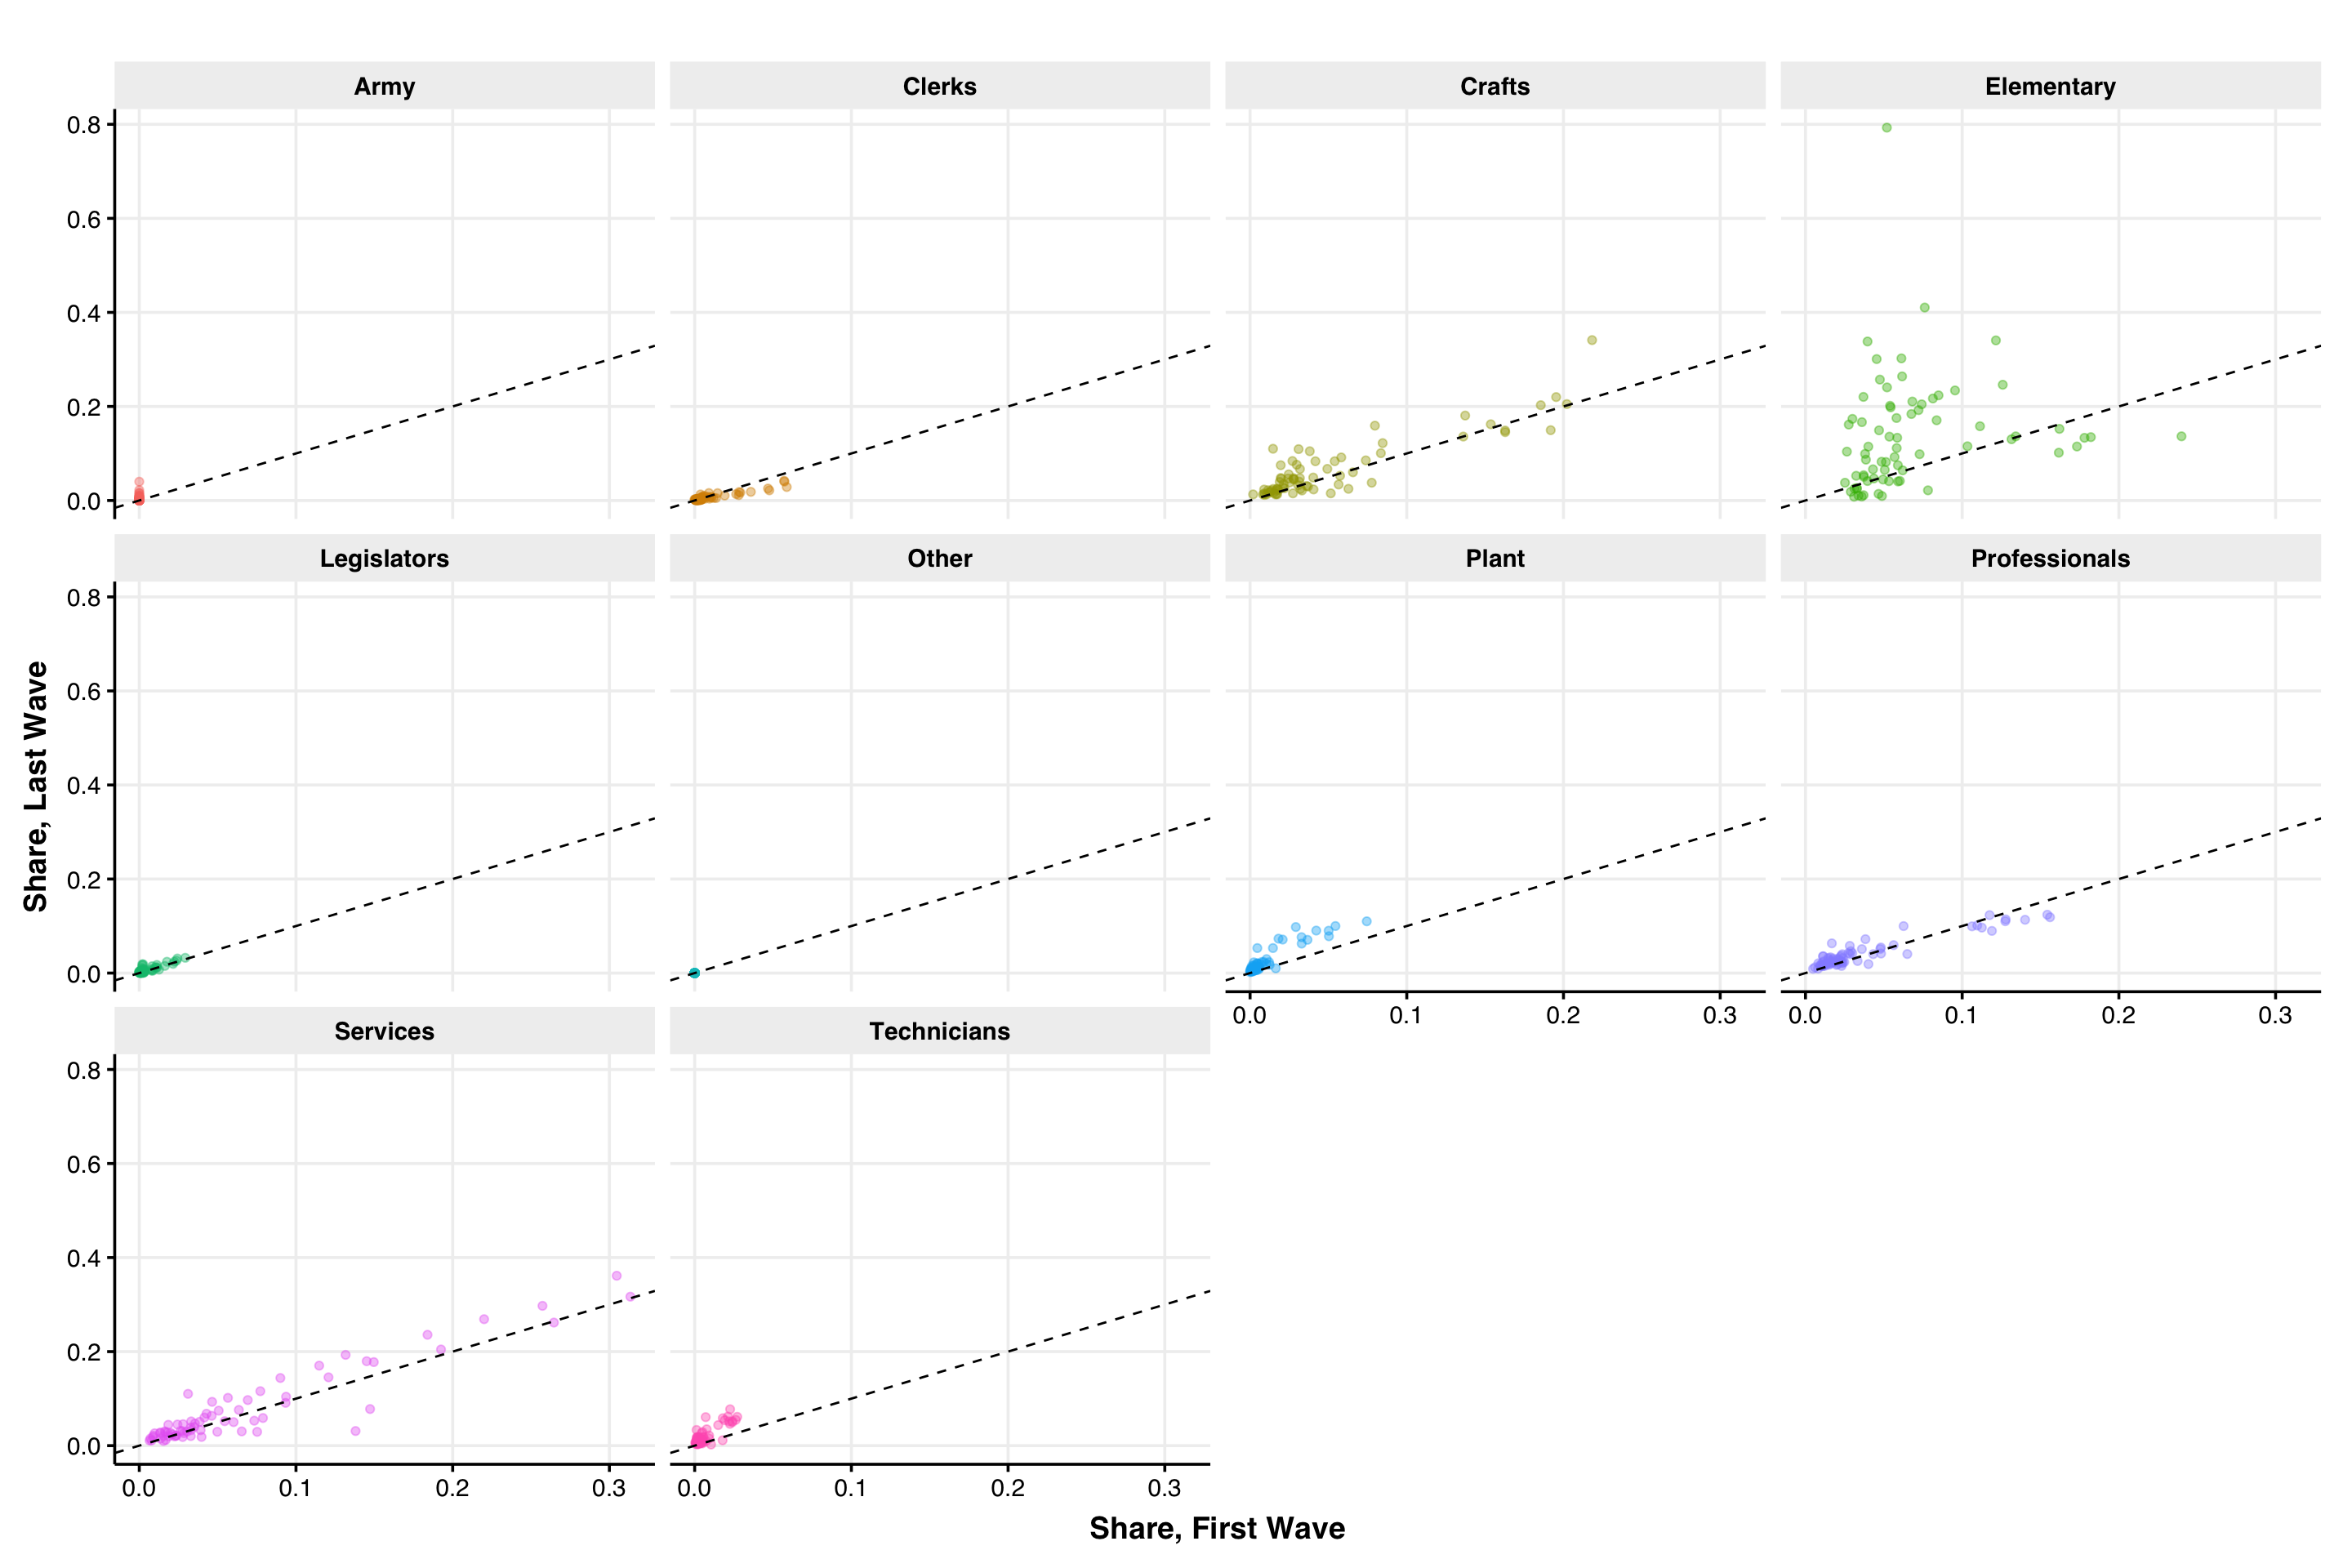 Army Clerks Crafts Elementary
0.8
0.6
0.4
0.2
0.0
Legislators Other Plant Professionals
0.8
0.6
0.4
0.2
0.0
0.0 0.1 0.2 0.3 0.0 0.1 0.2 0.3
Services Technicians
0.8
0.6
0.4
0.2
0.0
0.0 0.1 0.2 0.3 0.0 0.1 0.2 0.3
Share, Last Wave
Share, First Wave